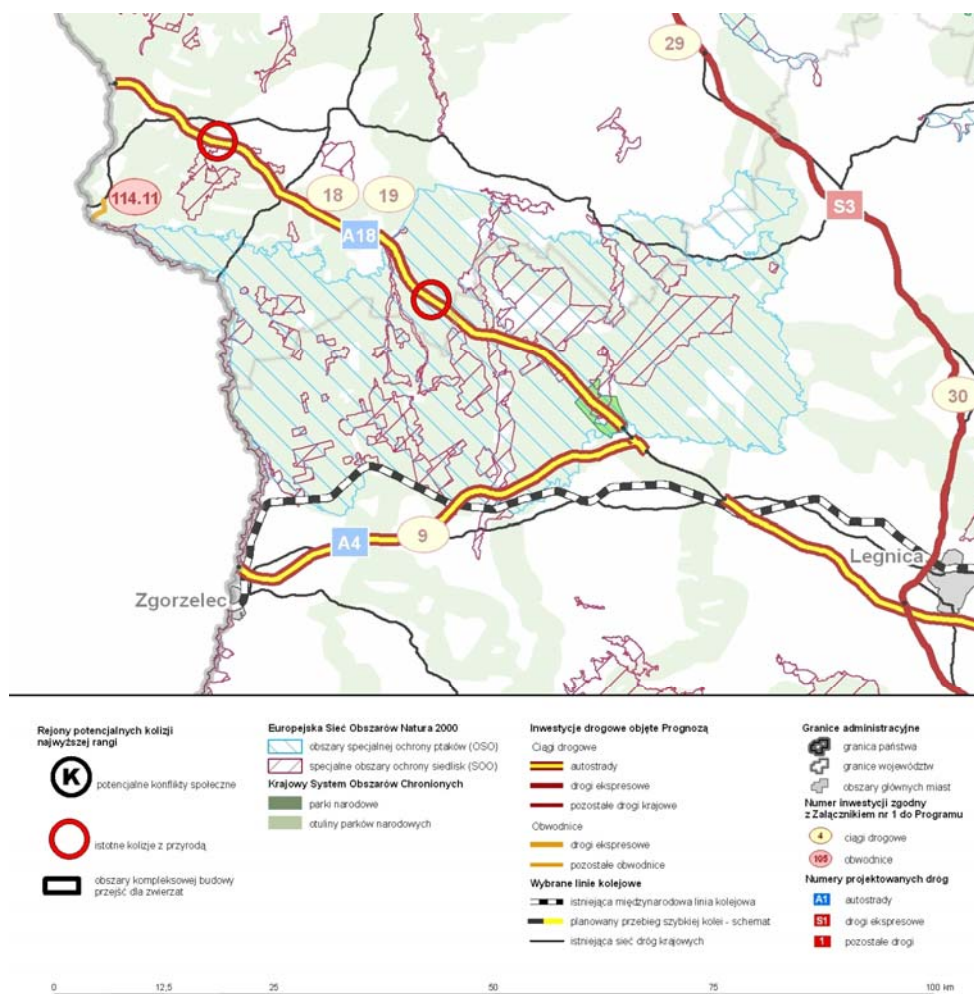 29
114.11
18
19
A18
S3
30
9
A4
Legnica
Zgorzelec
Rejony potencjalnych kolizji
najwyższej rangi
K
potencjalne konflikty społeczne
istotne kolizje z przyrodą
obszary kompleksowej budowy
przejść dla zwierzat
Europejska Sieć Obszarów Natura 2000
obszary specjalnej ochrony ptaków (OSO)
specjalne obszary ochrony siedlisk (SOO)
Krajowy System Obszarów Chronionych
parki narodowe
otuliny parków narodowych
Inwestycje drogowe objęte Prognozą
Ciągi drogowe
autostrady
drogi ekspresowe
pozostałe drogi krajowe
Obwodnice
drogi ekspresowe
pozostałe obwodnice
Wybrane linie kolejowe
istniejąca międzynarodowa linia kolejowa
planowany przebieg szybkiej kolei - schemat
istniejąca sieć dróg krajowych
Granice administracyjne
granica państwa
granice województw
obszary głównych miast
Numer inwestycji zgodny
z Załącznikiem nr 1 do Programu
4
ciągi drogowe
105
obwodnice
Numery projektowanych dróg
A1
autostrady
S1
drogi ekspresowe
1
pozostałe drogi
0
12,5
25
50
75
100 km